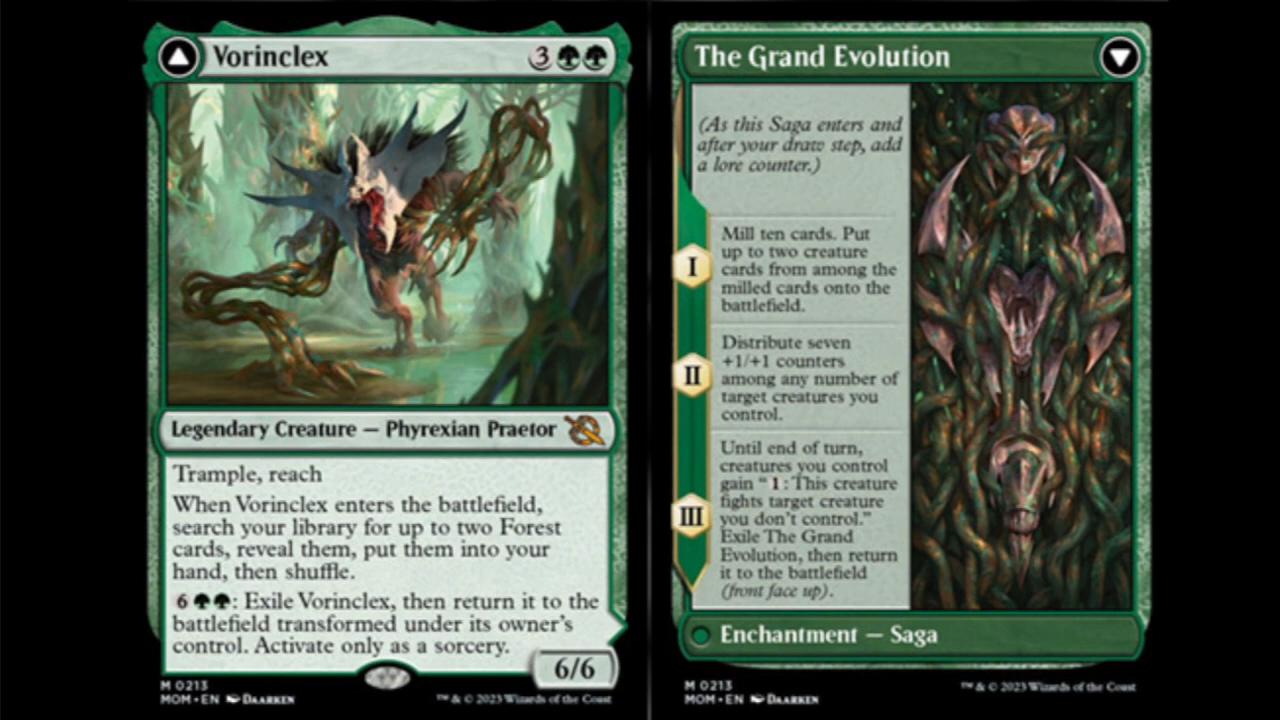 Vorinclex
3
Legendary Creature — Phyrexian Praetor
Trample, reach
When Vorinclex enters the battlefield,
search your library for up to two Forest
cards, reveal them, put them into your
hand, then shuffle.
6 : Exile Vorinclex, then return it to the
battlefield transformed under its owner's
control. Activate only as a sorcery.
6/6
M 0213
MOM • EN DAARKEN
™ & © 2023 Wizards of the Coast
The Grand Evolution
(As this Saga enters and
after your draw step, add
a lore counter.)
I
Mill ten cards. Put
up to two creature
cards from among the
milled cards onto the
battlefield.
II
Distribute seven
+1/+1 counters
among any number of
target creatures you
control.
III
Until end of turn,
creatures you control
gain “ 1 : This creature
fights target creature
you don't control.”
Exile The Grand
Evolution, then return
it to the battlefield
(front face up).
Enchantment — Saga
M 0213
MOM • EN DAARKEN
™ & © 2023 Wizards of the Coast